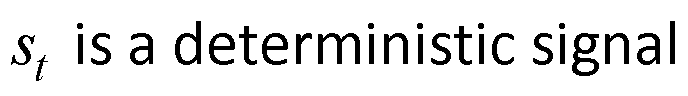 s_t is a deterministic signal